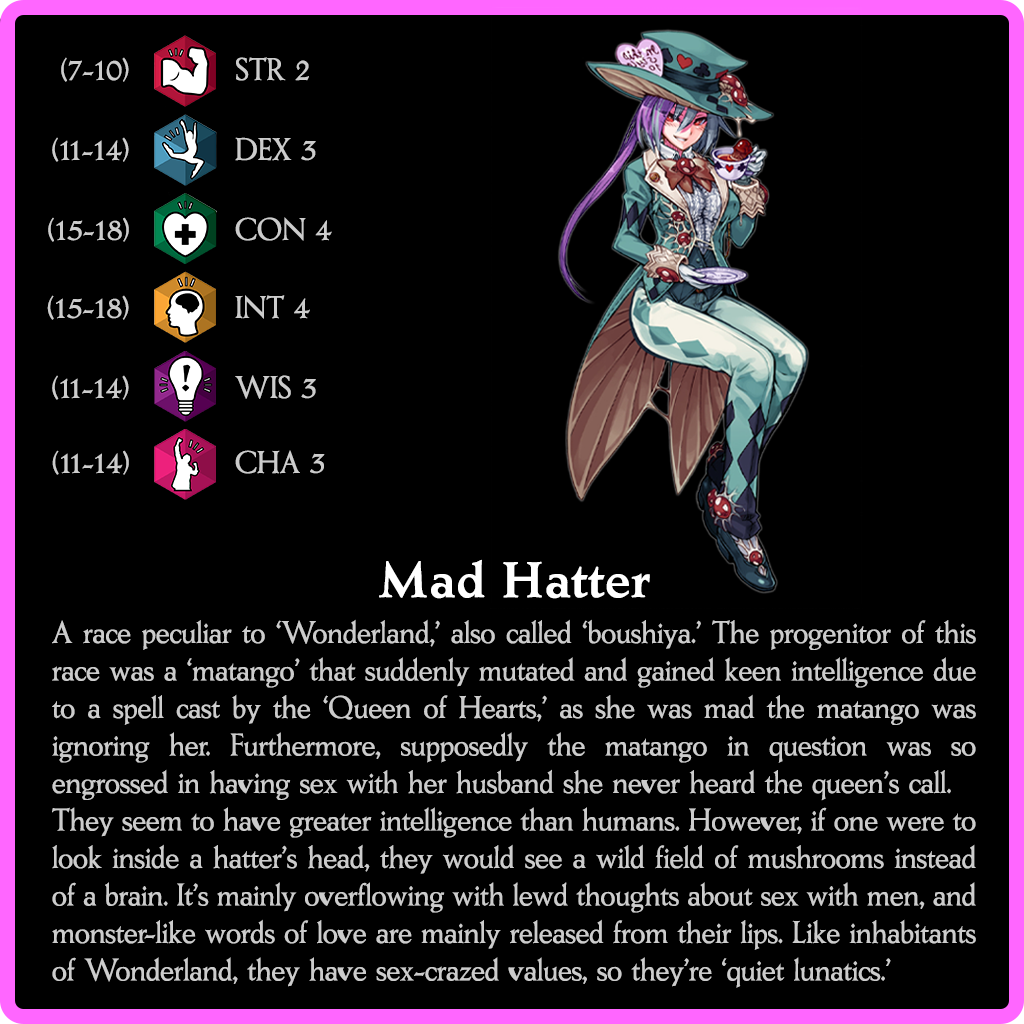 (7-10) STR 2
(11-14) DEX 3
(15-18) CON 4
(15-18) INT 4
(11-14) WIS 3
(11-14) CHA 3
Mad Hatter
A race peculiar to ‘Wonderland,’ also called ‘boushiya.’ The progenitor of this
race was a ‘matango’ that suddenly mutated and gained keen intelligence due
to a spell cast by the ‘Queen of Hearts,’ as she was mad the matango was
ignoring her. Furthermore, supposedly the matango in question was so
engrossed in having sex with her husband she never heard the queen’s call.
They seem to have greater intelligence than humans. However, if one were to
look inside a hatter’s head, they would see a wild field of mushrooms instead
of a brain. It’s mainly overflowing with lewd thoughts about sex with men, and
monster-like words of love are mainly released from their lips. Like inhabitants
of Wonderland, they have sex-crazed values, so they’re ‘quiet lunatics.’